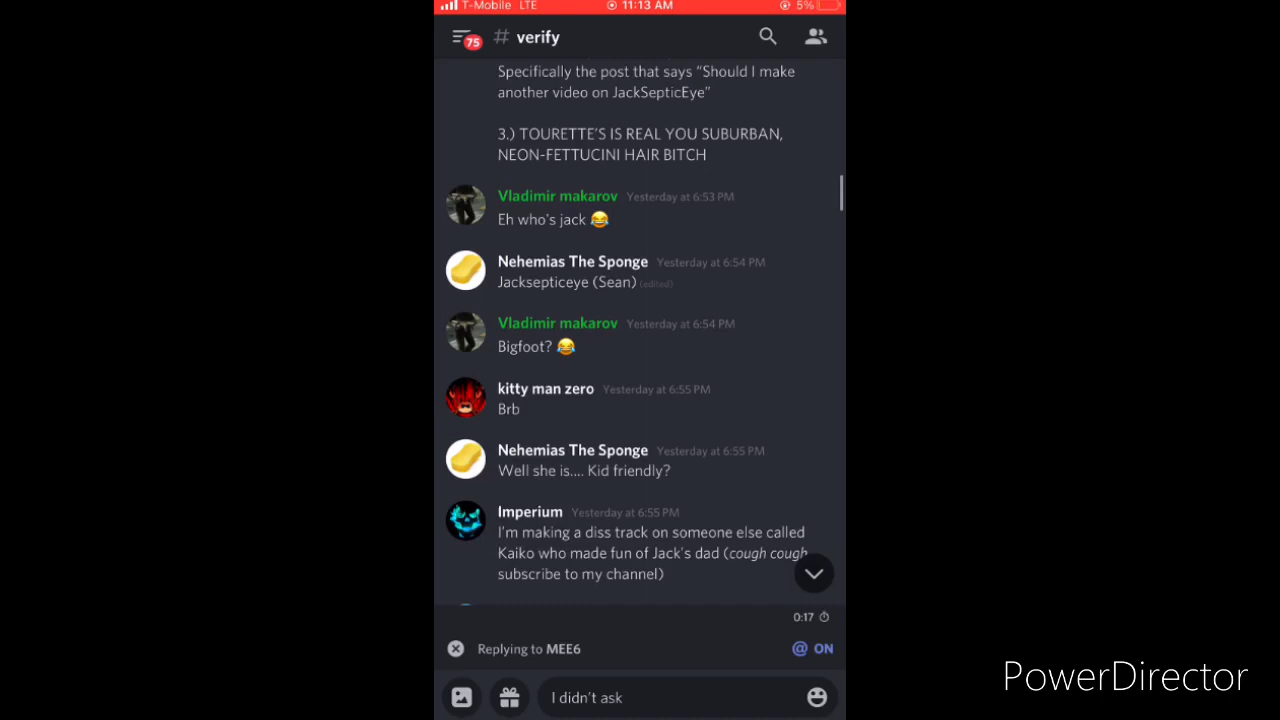 T-Mobile LTE 11:13 AM 5%
75 # verify
Specifically the post that says "Should I make
another video on JackSepticEye"
3.) TOURETTE'S IS REAL YOU SUBURBAN,
NEON-FETTUCINI HAIR BITCH
Vladimir makarov Yesterday at 6:53 PM
Eh who's jack 😂
Nehemias The Sponge Yesterday at 6:54 PM
Jacksepticeye (Sean) (edited)
Vladimir makarov Yesterday at 6:54 PM
Bigfoot? 😂
kitty man zero Yesterday at 6:55 PM
Brb
Nehemias The Sponge Yesterday at 6:55 PM
Well she is.... Kid friendly?
Imperium Yesterday at 6:55 PM
I'm making a diss track on someone else called
Kaiko who made fun of Jack's dad (cough cough
subscribe to my channel)
0:17
Replying to MEE6 @ ON
I didn't ask
PowerDirector